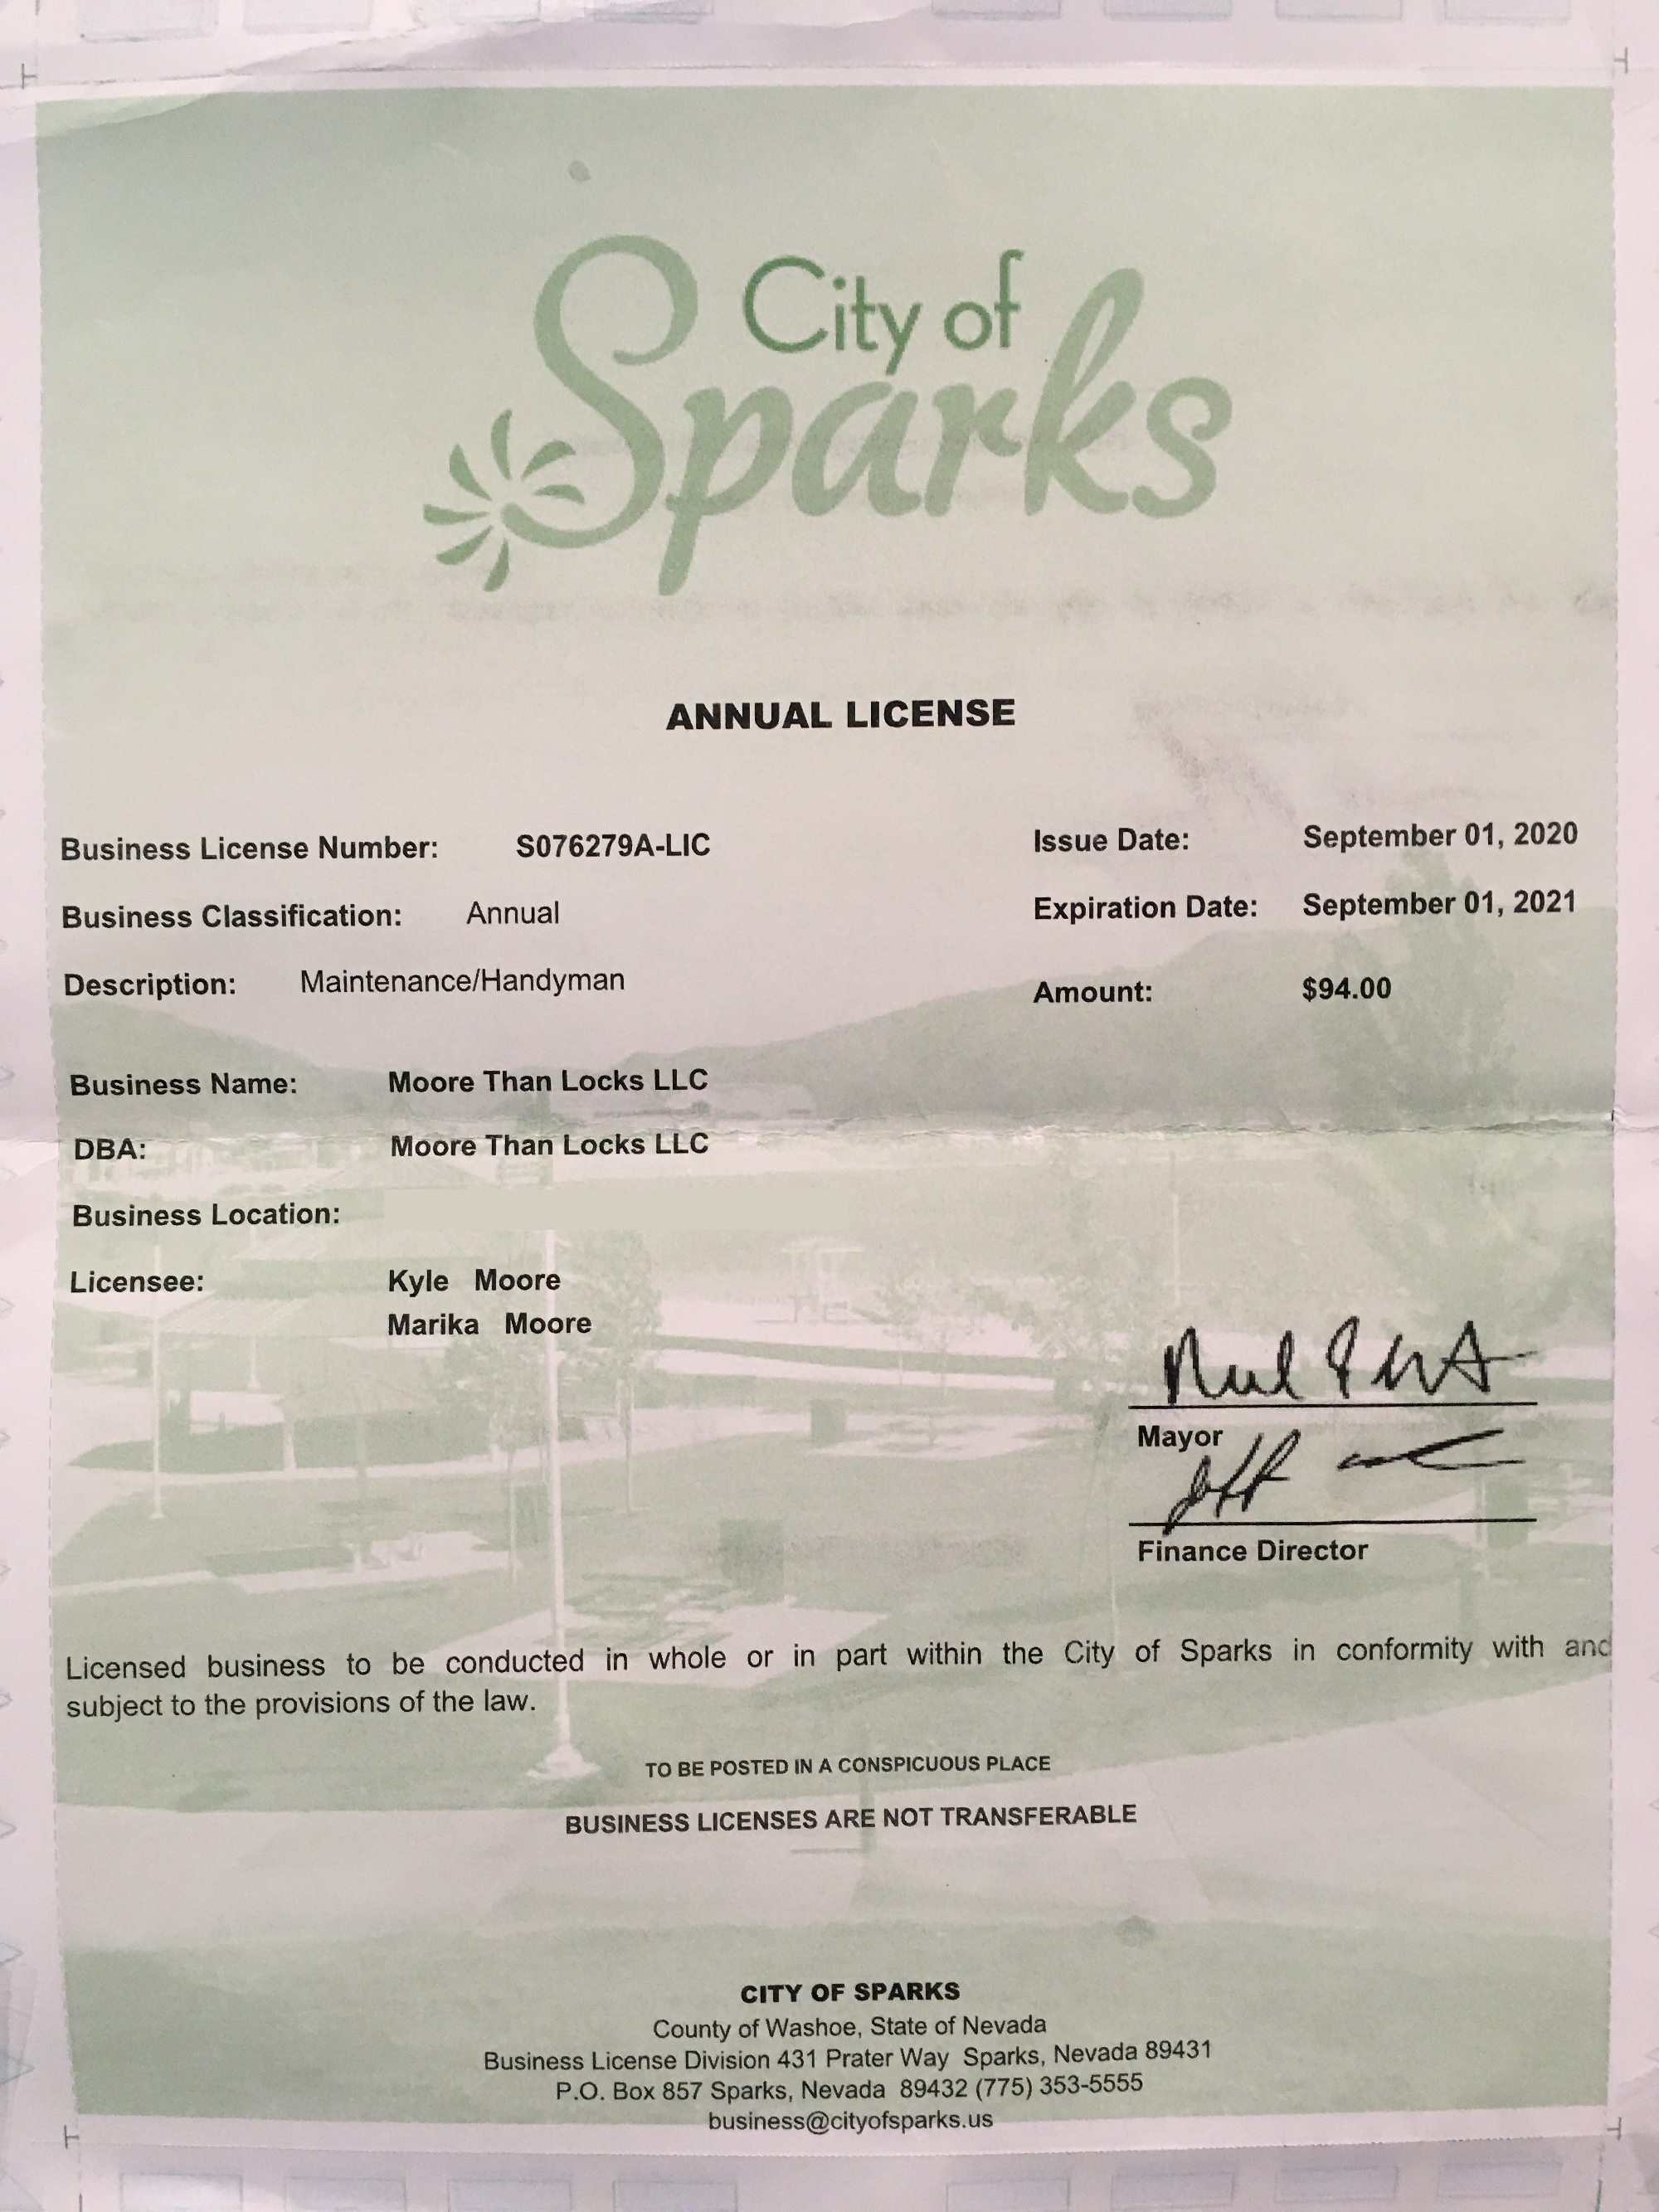 City of
Sparks
ANNUAL LICENSE
Business License Number: S076279A-LIC
Issue Date: September 01, 2020
Business Classification: Annual
Expiration Date: September 01, 2021
Description: Maintenance/Handyman
Amount: $94.00
Business Name: Moore Than Locks LLC
DBA: Moore Than Locks LLC
Business Location:
Licensee: Kyle Moore
Marika Moore
Mayor
Finance Director
Licensed business to be conducted in whole or in part within the City of Sparks in conformity with and
subject to the provisions of the law.
TO BE POSTED IN A CONSPICUOUS PLACE
BUSINESS LICENSES ARE NOT TRANSFERABLE
CITY OF SPARKS
County of Washoe, State of Nevada
Business License Division 431 Prater Way Sparks, Nevada 89431
P.O. Box 857 Sparks, Nevada 89432 (775) 353-5555
business@cityofsparks.us